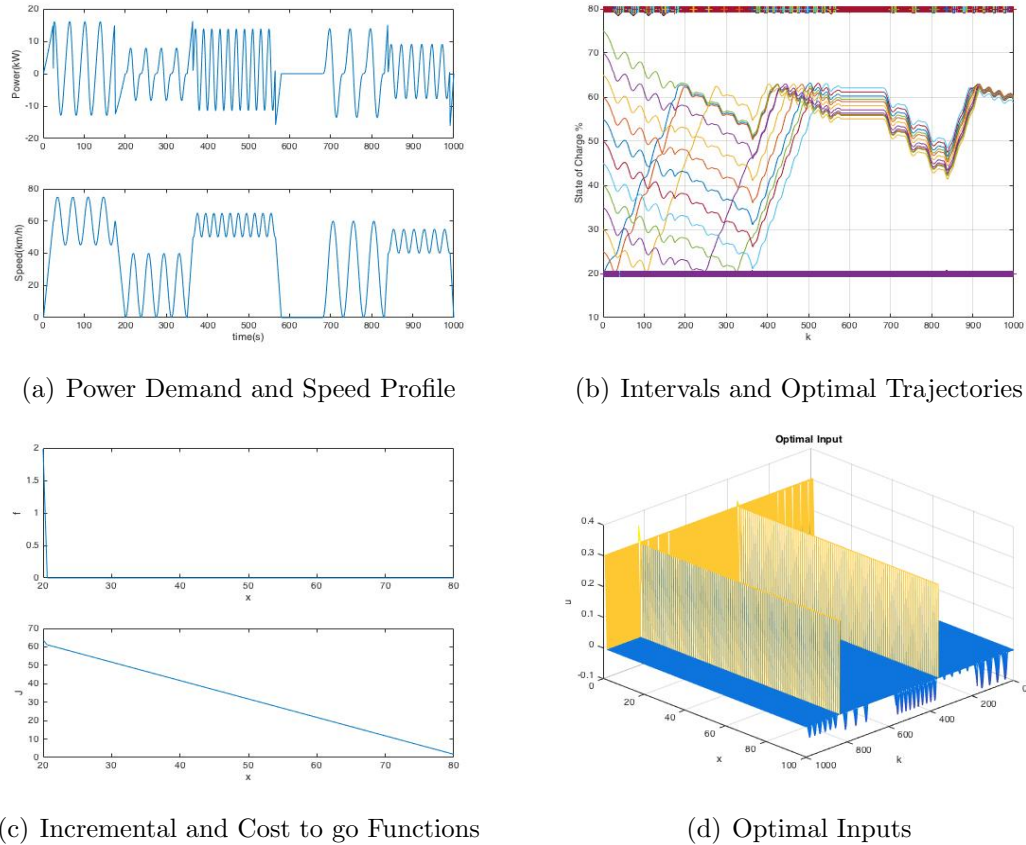 20
10
0
-10
-20
Power(kW)
0 100 200 300 400 500 600 700 800 900 1000
80
60
40
20
0
Speed(km/h)
0 100 200 300 400 500 600 700 800 900 1000
time(s)
(a) Power Demand and Speed Profile
80
70
60
50
40
30
20
10
State of Charge %
0 100 200 300 400 500 600 700 800 900 1000
k
(b) Intervals and Optimal Trajectories
2
1.5
1
0.5
0
f
20 30 40 50 60 70 80
x
70
60
50
40
30
20
10
0
J
20 30 40 50 60 70 80
x
(c) Incremental and Cost to go Functions
Optimal Input
0.4
0.3
0.2
0.1
0
-0.1
u
0
20
40
60
80
100
x
1000
800
600
400
200
0
k
(d) Optimal Inputs